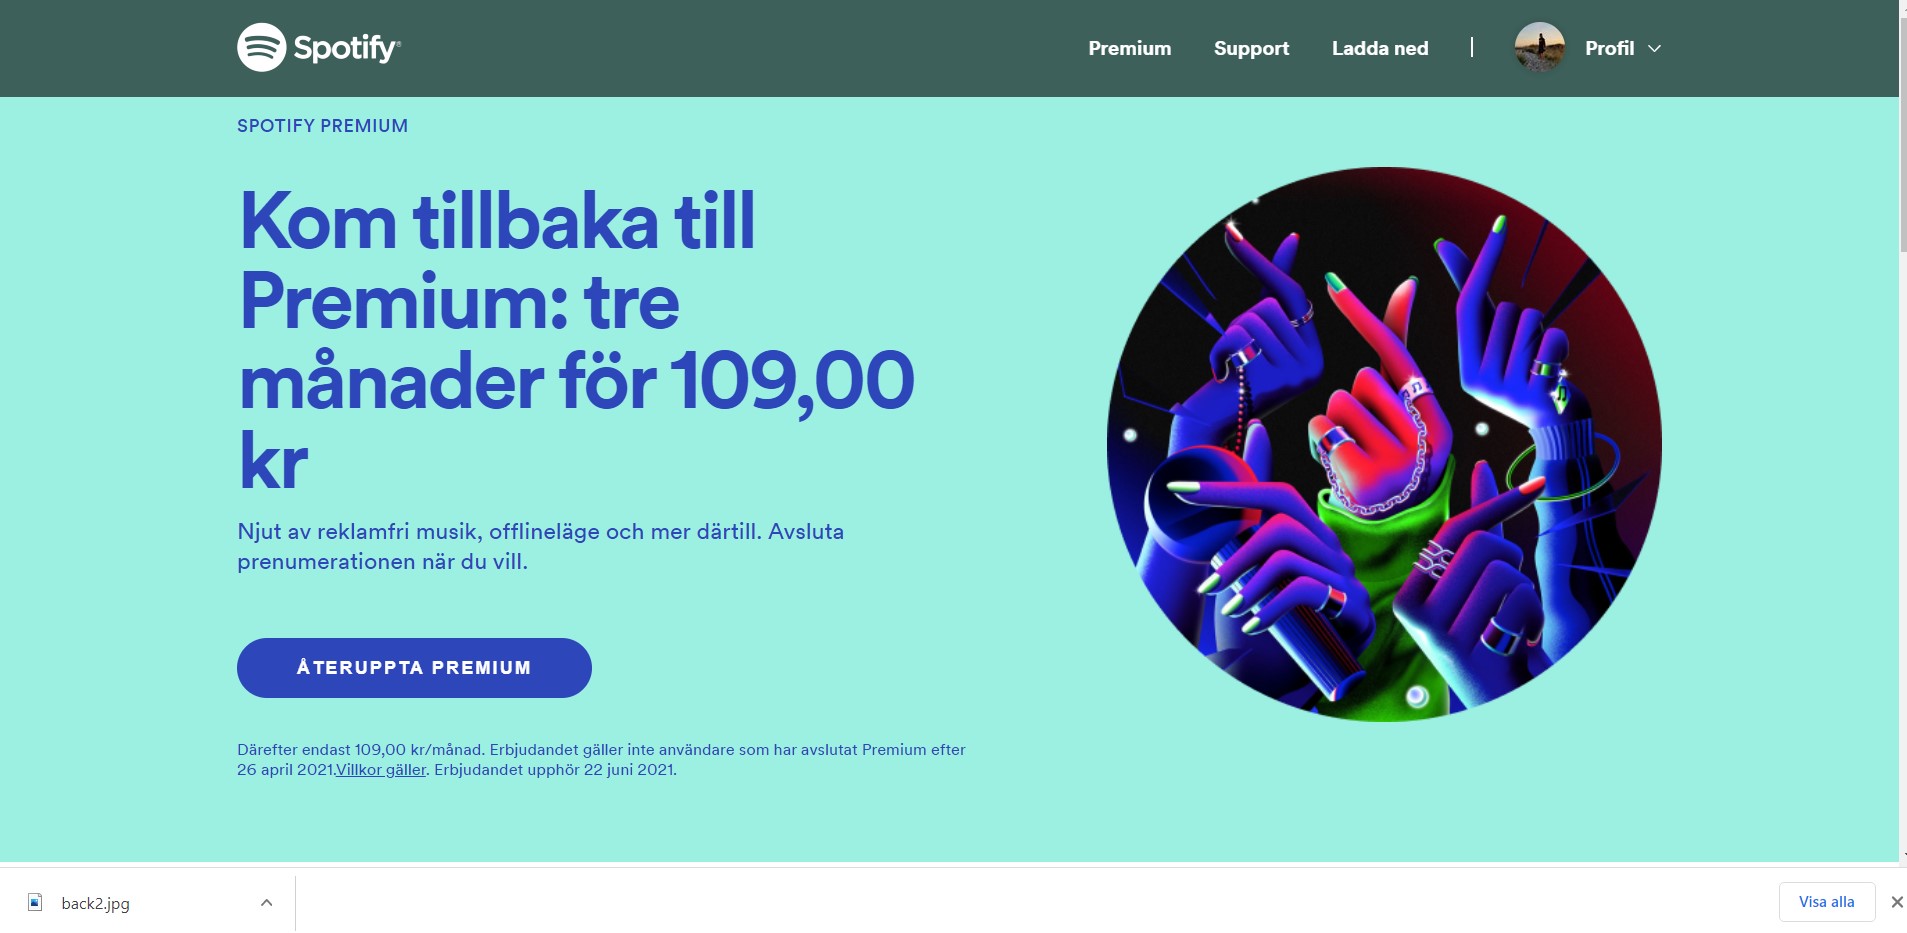 Spotify®
Premium
Support
Ladda ned
Profil
SPOTIFY PREMIUM
Kom tillbaka till
Premium: tre
månader för 109,00
kr
Njut av reklamfri musik, offlineläge och mer därtill. Avsluta
prenumerationen när du vill.
ÅTERUPPTA PREMIUM
Därefter endast 109,00 kr/månad. Erbjudandet gäller inte användare som har avslutat Premium efter
26 april 2021.Villkor gäller. Erbjudandet upphör 22 juni 2021.
back2.jpg
Visa alla